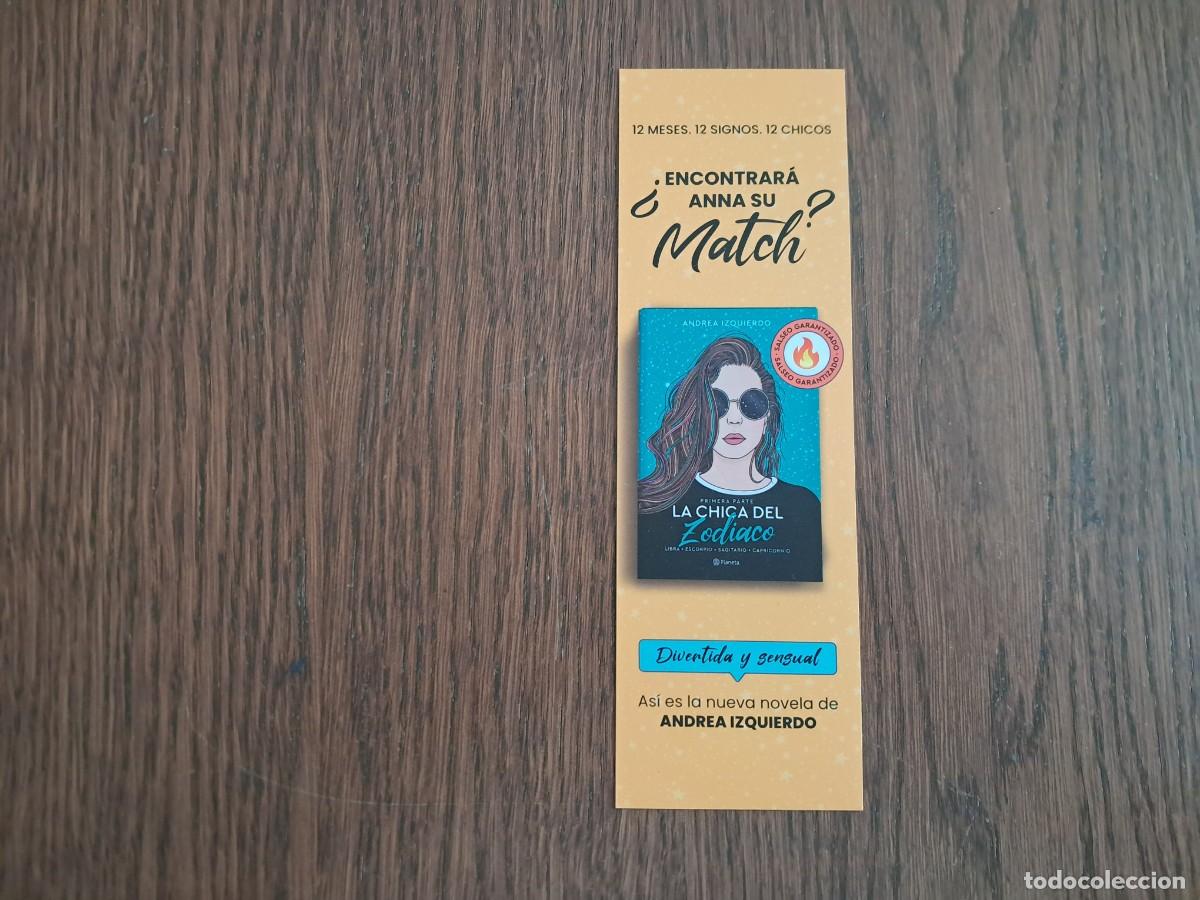 12 MESES. 12 SIGNOS. 12 CHICOS
¿ENCONTRARÁ
ANNA SU
Match?
ANDREA IZQUIERDO
· SALSEO GARANTIZADO · SALSEO GARANTIZADO
PRIMERA PARTE
LA CHICA DEL
Zodiaco
LIBRA • ESCORPIO • SAGITARIO • CAPRICORNIO
Planeta
Divertida y sensual
Así es la nueva novela de
ANDREA IZQUIERDO
todocoleccion